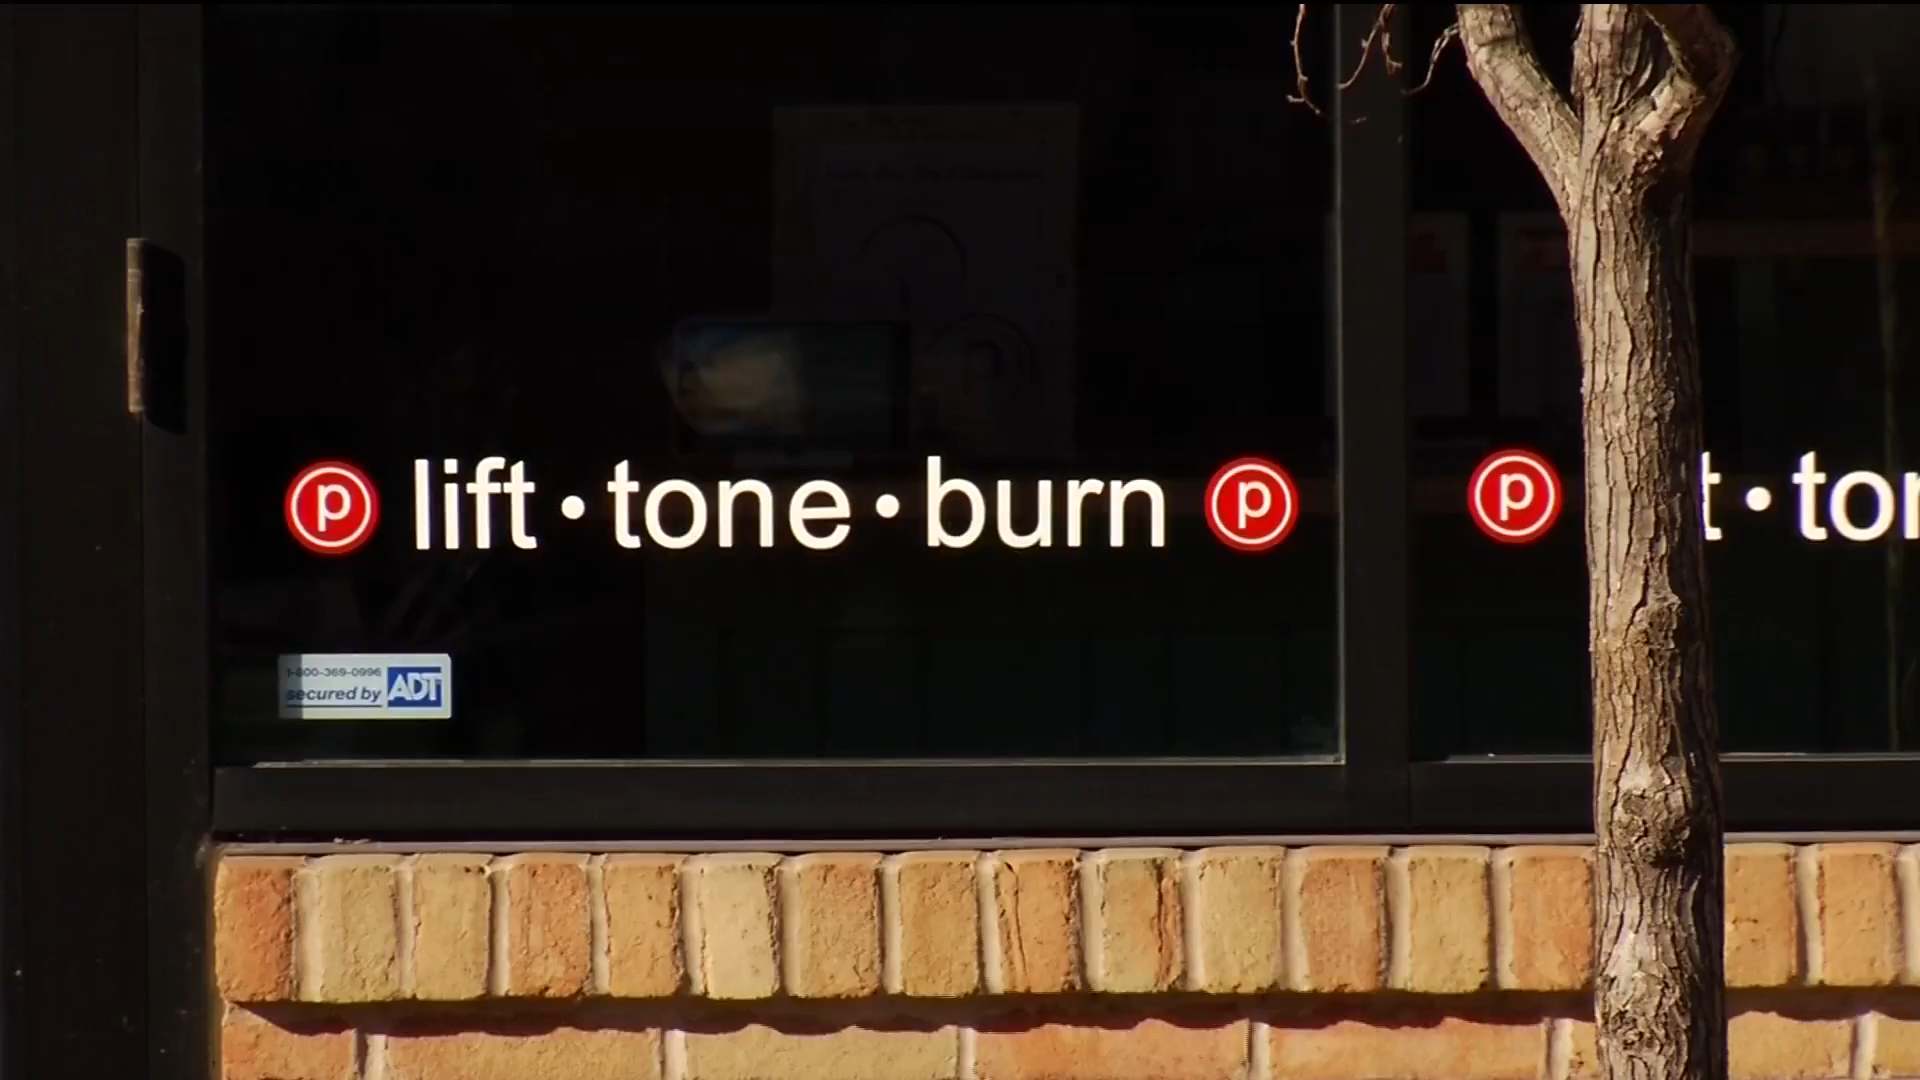 p lift · tone · burn p
p t · tor
1-800-369-0996
secured by ADT